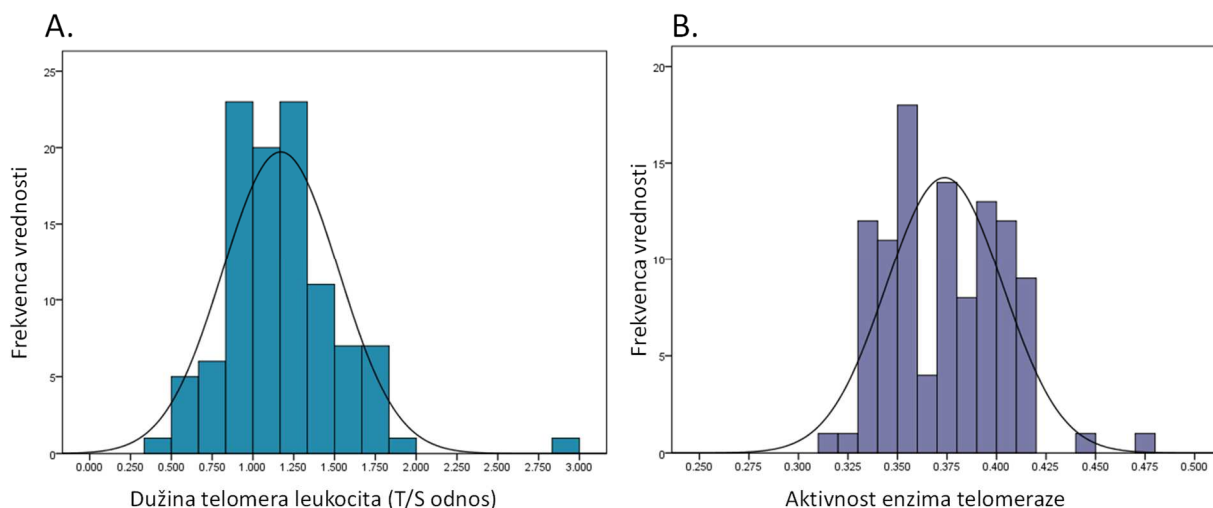 A.
Frekvenca vrednosti
25
20
15
10
5
0
0.000 0.250 0.500 0.750 1.000 1.250 1.500 1.750 2.000 2.250 2.500 2.750 3.000
Dužina telomera leukocita (T/S odnos)
B.
Frekvenca vrednosti
20
15
10
5
0
0.250 0.275 0.300 0.325 0.350 0.375 0.400 0.425 0.450 0.475 0.500
Aktivnost enzima telomeraze